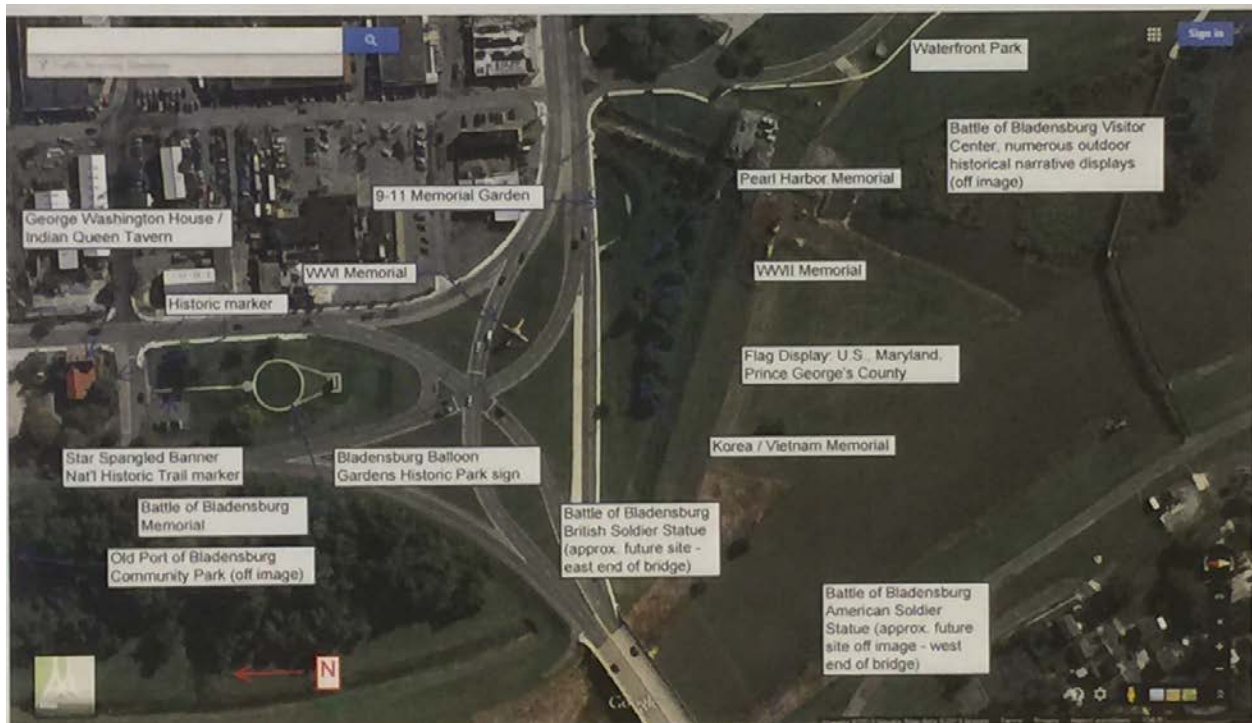 Sign in
Waterfront Park
Battle of Bladensburg Visitor
Center, numerous outdoor
historical narrative displays
(off image)
Pearl Harbor Memorial
9-11 Memorial Garden
George Washington House /
Indian Queen Tavern
WWI Memorial
WWII Memorial
Historic marker
Flag Display: U.S., Maryland,
Prince George's County
Korea / Vietnam Memorial
Star Spangled Banner
Nat'l Historic Trail marker
Bladensburg Balloon
Gardens Historic Park sign
Battle of Bladensburg
Memorial
Battle of Bladensburg
British Soldier Statue
(approx. future site -
east end of bridge)
Old Port of Bladensburg
Community Park (off image)
Battle of Bladensburg
American Soldier
Statue (approx. future
site off image - west
end of bridge)
N
Google